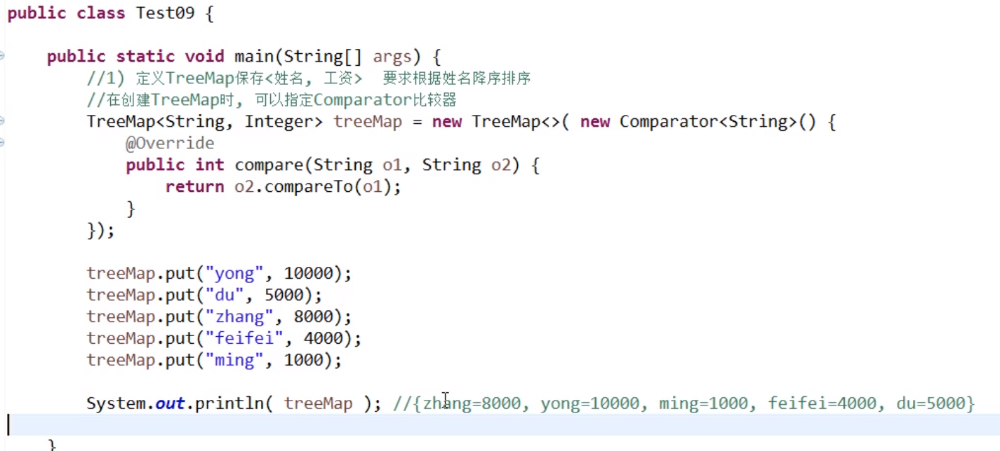 public class Test09 {
public static void main(String[] args) {
//1) 定义TreeMap保存<姓名, 工资>  要求根据姓名降序排序
//在创建TreeMap时, 可以指定Comparator比较器
TreeMap<String, Integer> treeMap = new TreeMap<>( new Comparator<String>() {
@Override
public int compare(String o1, String o2) {
return o2.compareTo(o1);
}
});
treeMap.put("yong", 10000);
treeMap.put("du", 5000);
treeMap.put("zhang", 8000);
treeMap.put("feifei", 4000);
treeMap.put("ming", 1000);
System.out.println( treeMap ); //{zhang=8000, yong=10000, ming=1000, feifei=4000, du=5000}
}